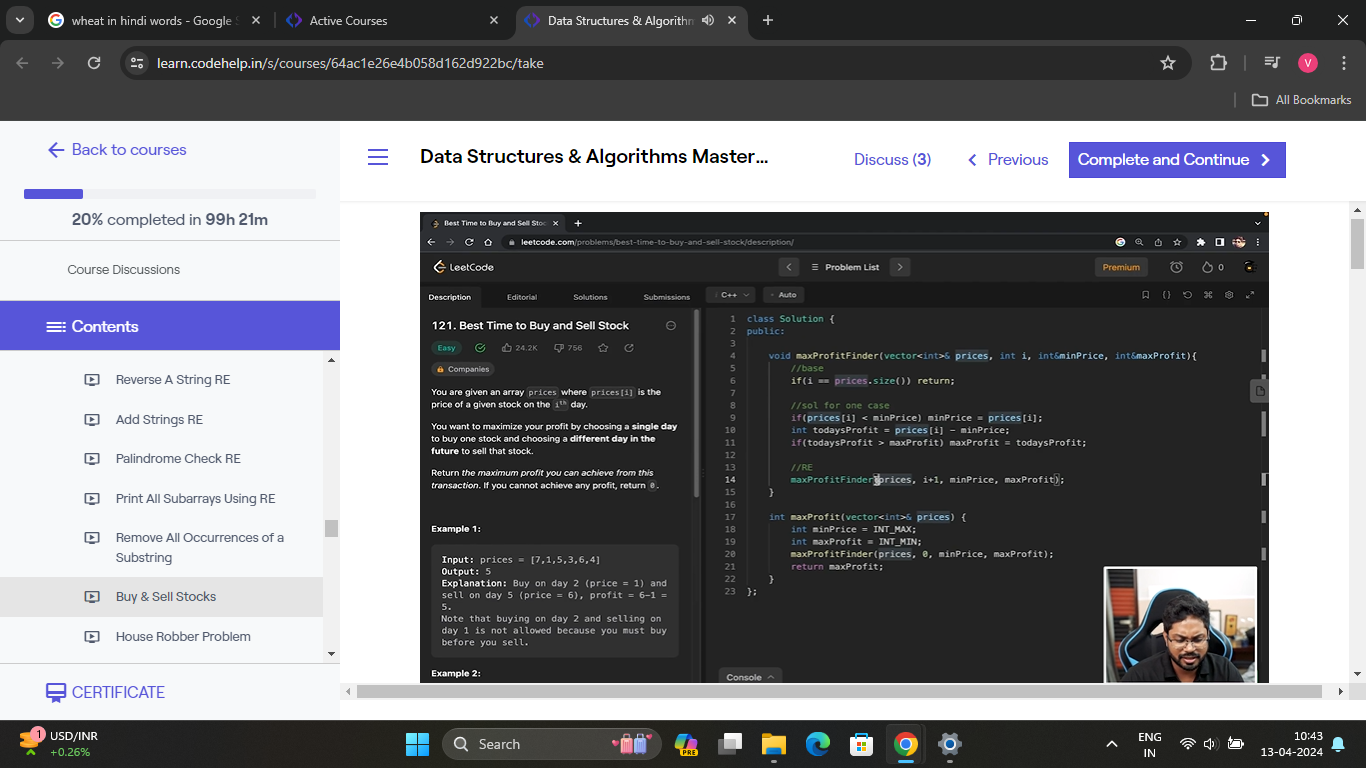 wheat in hindi words - Google S
Active Courses
Data Structures & Algorithm
learn.codehelp.in/s/courses/64ac1e26e4b058d162d922bc/take
V
All Bookmarks
Back to courses
20% completed in 99h 21m
Course Discussions
Contents
Reverse A String RE
Add Strings RE
Palindrome Check RE
Print All Subarrays Using RE
Remove All Occurrences of a
Substring
Buy & Sell Stocks
House Robber Problem
CERTIFICATE
Data Structures & Algorithms Master...
Discuss (3)
Previous
Complete and Continue
Best Time to Buy and Sell Stoc
leetcode.com/problems/best-time-to-buy-and-sell-stock/description/
LeetCode
Problem List
Premium
0
Description
Editorial
Solutions
Submissions
C++
Auto
121. Best Time to Buy and Sell Stock
Easy
24.2K
756
Companies
You are given an array prices where prices[i] is the
price of a given stock on the ith day.
You want to maximize your profit by choosing a single day
to buy one stock and choosing a different day in the
future to sell that stock.
Return the maximum profit you can achieve from this
transaction. If you cannot achieve any profit, return 0.
Example 1:
Input: prices = [7,1,5,3,6,4]
Output: 5
Explanation: Buy on day 2 (price = 1) and
sell on day 5 (price = 6), profit = 6-1 =
5.
Note that buying on day 2 and selling on
day 1 is not allowed because you must buy
before you sell.
Example 2:
1 class Solution {
2 public:
3
4 void maxProfitFinder(vector<int>& prices, int i, int&minPrice, int&maxProfit){
5 //base
6 if(i == prices.size()) return;
7
8 //sol for one case
9 if(prices[i] < minPrice) minPrice = prices[i];
10 int todaysProfit = prices[i] - minPrice;
11 if(todaysProfit > maxProfit) maxProfit = todaysProfit;
12
13 //RE
14 maxProfitFinder(prices, i+1, minPrice, maxProfit);
15 }
16
17 int maxProfit(vector<int>& prices) {
18 int minPrice = INT_MAX;
19 int maxProfit = INT_MIN;
20 maxProfitFinder(prices, 0, minPrice, maxProfit);
21 return maxProfit;
22 }
23 };
Console
1
USD/INR
+0.26%
Search
PRE
ENG
IN
10:43
13-04-2024